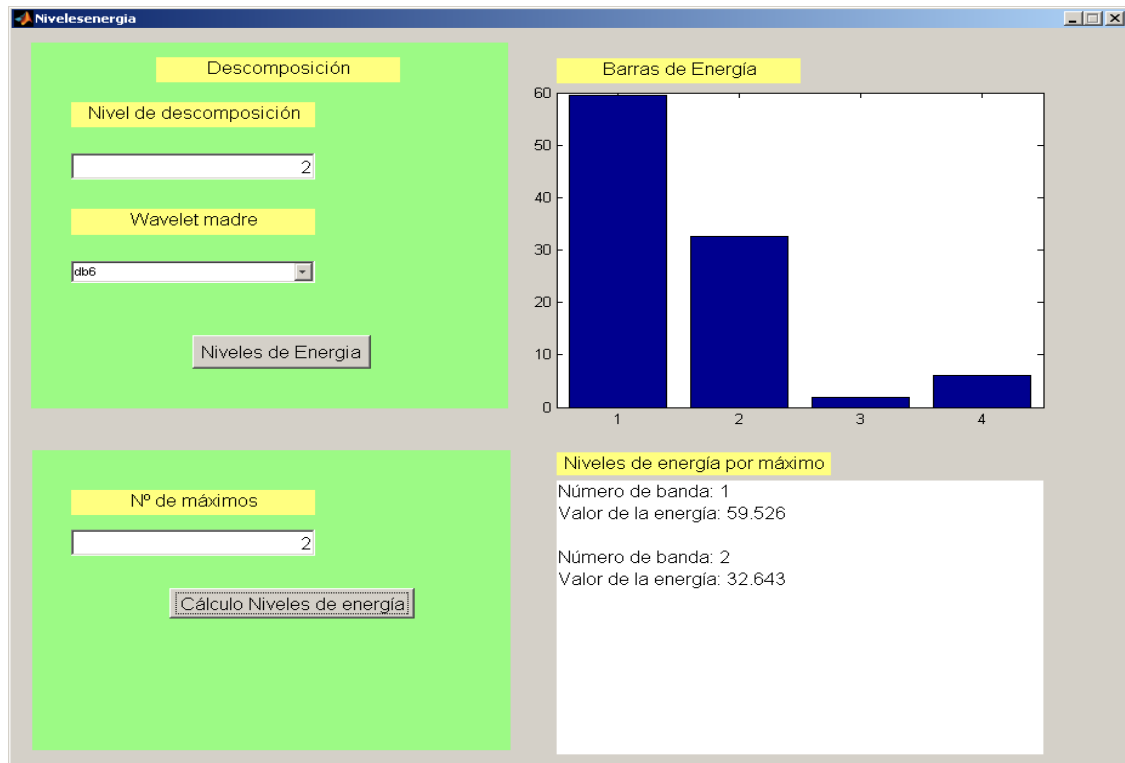 Nivelesenergia
Descomposición
Nivel de descomposición
2
Wavelet madre
db6
Niveles de Energia
Barras de Energía
60
50
40
30
20
10
0
1 2 3 4
Nº de máximos
2
Cálculo Niveles de energía
Niveles de energía por máximo
Número de banda: 1
Valor de la energía: 59.526
Número de banda: 2
Valor de la energía: 32.643